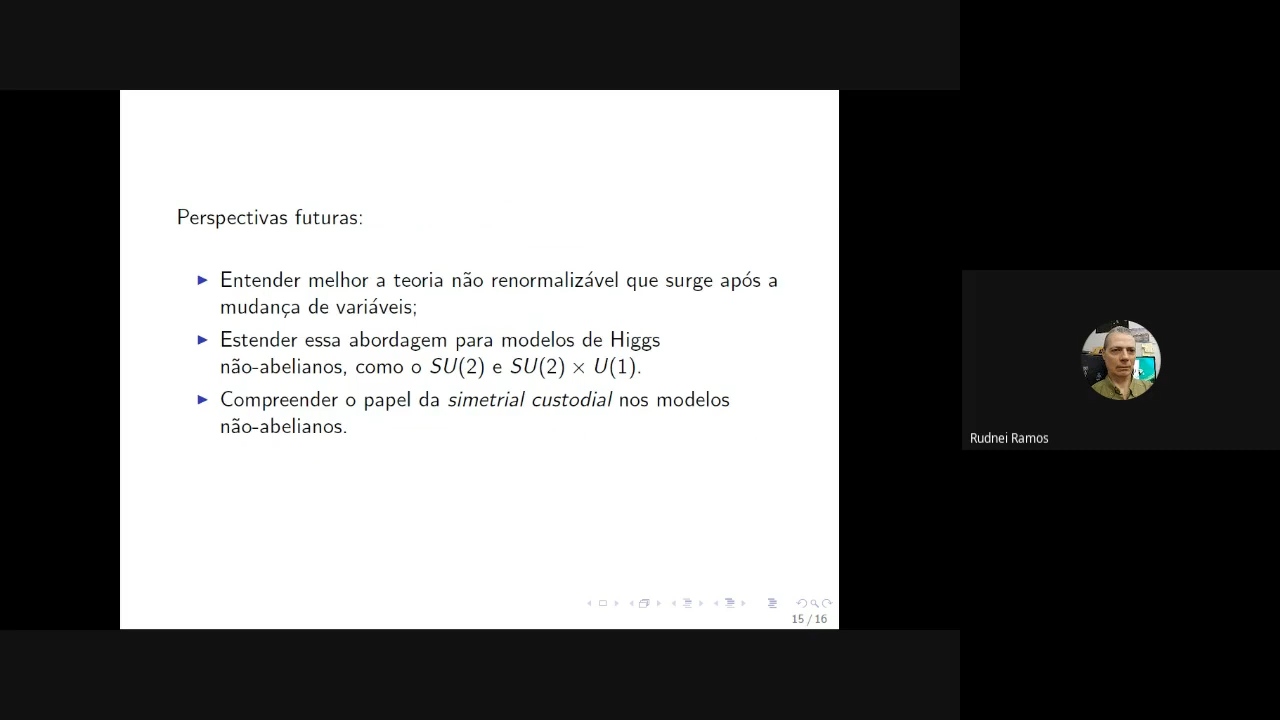 Perspectivas futuras:
Entender melhor a teoria não renormalizável que surge após a
mudança de variáveis;
Estender essa abordagem para modelos de Higgs
não-abelianos, como o SU(2) e SU(2) × U(1).
Compreender o papel da simetrial custodial nos modelos
não-abelianos.
15 / 16
Rudnei Ramos